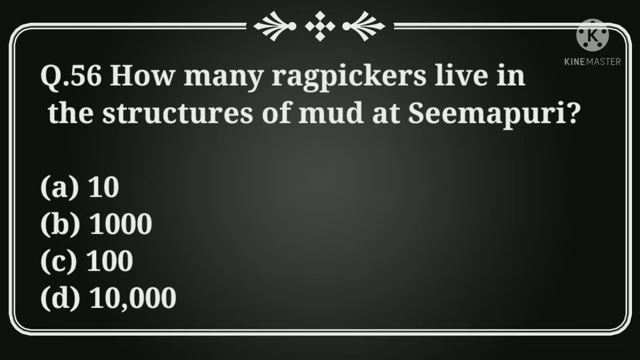 KINEMASTER
Q.56 How many ragpickers live in
the structures of mud at Seemapuri?
(a) 10
(b) 1000
(c) 100
(d) 10,000